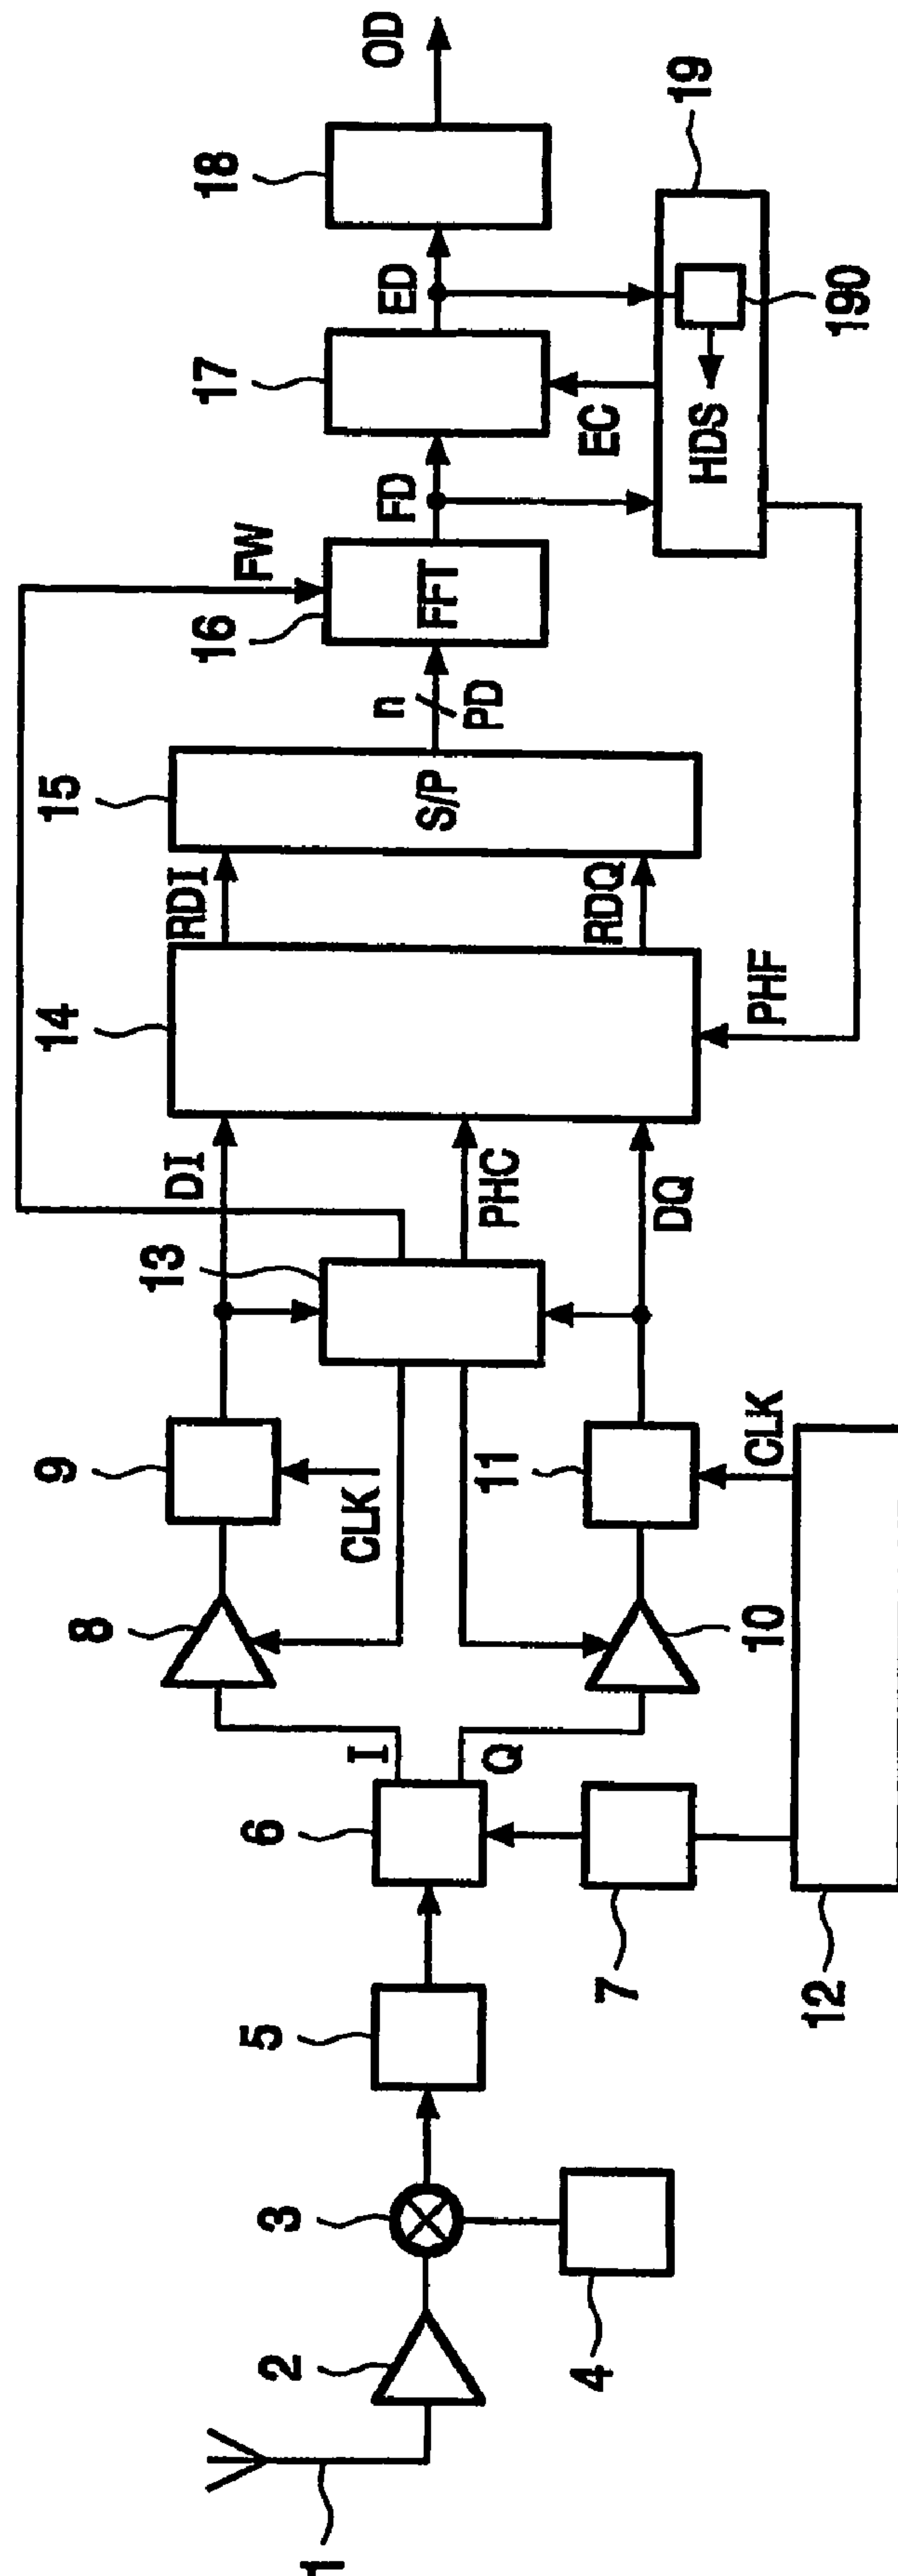 1
2
3
4
5
6
7
I
Q
8
9
CLK
10
11
CLK
12
13
DI
PHC
DQ
14
RDI
RDQ
PHF
15
S/P
n
PD
16
FFT
FW
FD
17
EC
ED
18
OD
19
HDS
190